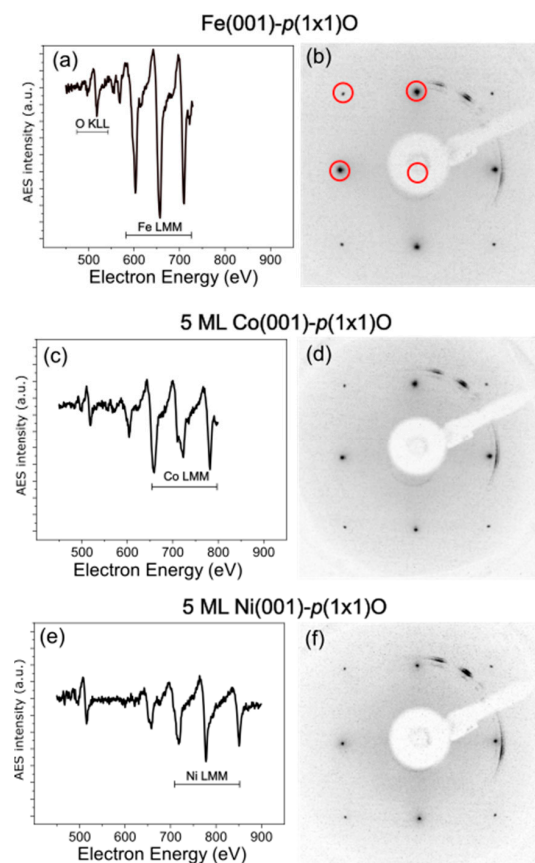 Fe(001)-p(1x1)O
(a)
(b)
AES intensity (a.u.)
O KLL
Fe LMM
500 600 700 800 900
Electron Energy (eV)
5 ML Co(001)-p(1x1)O
(c)
(d)
AES intensity (a.u.)
Co LMM
500 600 700 800 900
Electron Energy (eV)
5 ML Ni(001)-p(1x1)O
(e)
(f)
AES intensity (a.u.)
Ni LMM
500 600 700 800 900
Electron Energy (eV)